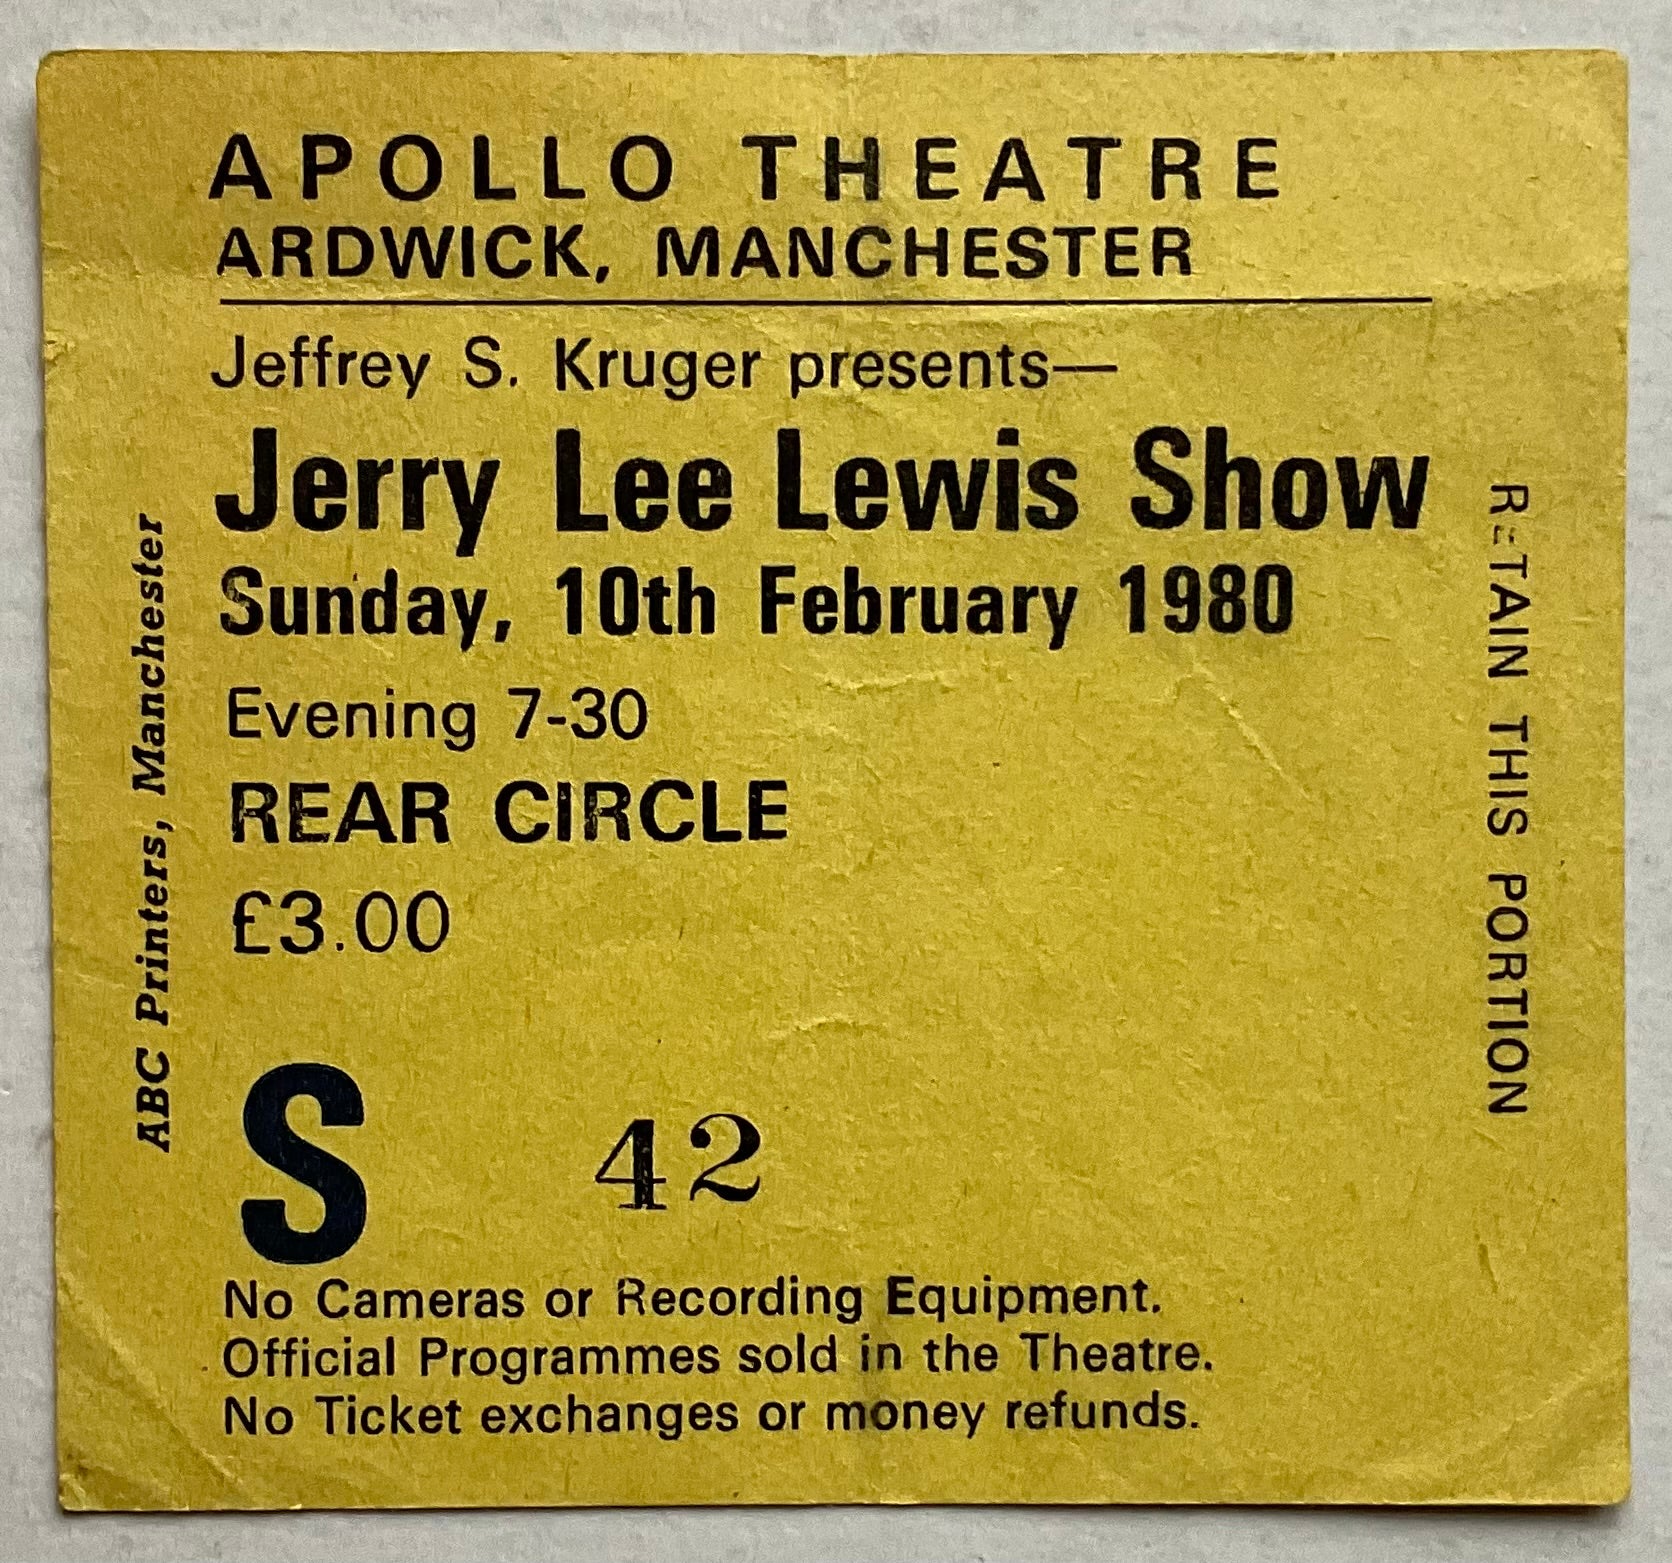 APOLLO THEATRE
ARDWICK, MANCHESTER
Jeffrey S. Kruger presents—
Jerry Lee Lewis Show
Sunday, 10th February 1980
Evening 7-30
REAR CIRCLE
£3.00
S 42
No Cameras or Recording Equipment.
Official Programmes sold in the Theatre.
No Ticket exchanges or money refunds.
ABC Printers, Manchester
RETAIN THIS PORTION